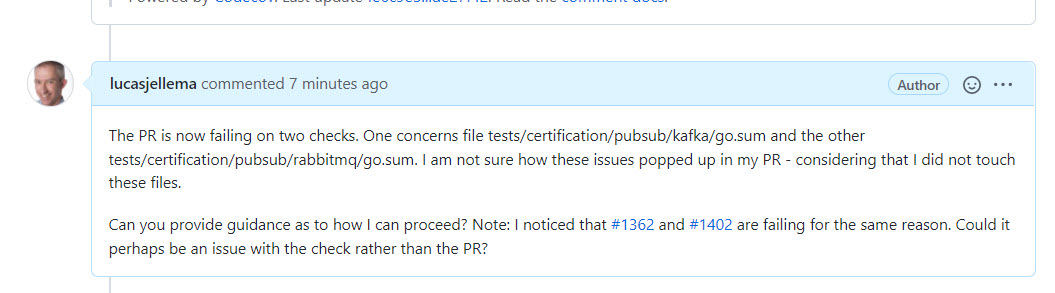 lucasjellema commented 7 minutes ago
Author
The PR is now failing on two checks. One concerns file tests/certification/pubsub/kafka/go.sum and the other
tests/certification/pubsub/rabbitmq/go.sum. I am not sure how these issues popped up in my PR - considering that I did not touch
these files.
Can you provide guidance as to how I can proceed? Note: I noticed that #1362 and #1402 are failing for the same reason. Could it
perhaps be an issue with the check rather than the PR?